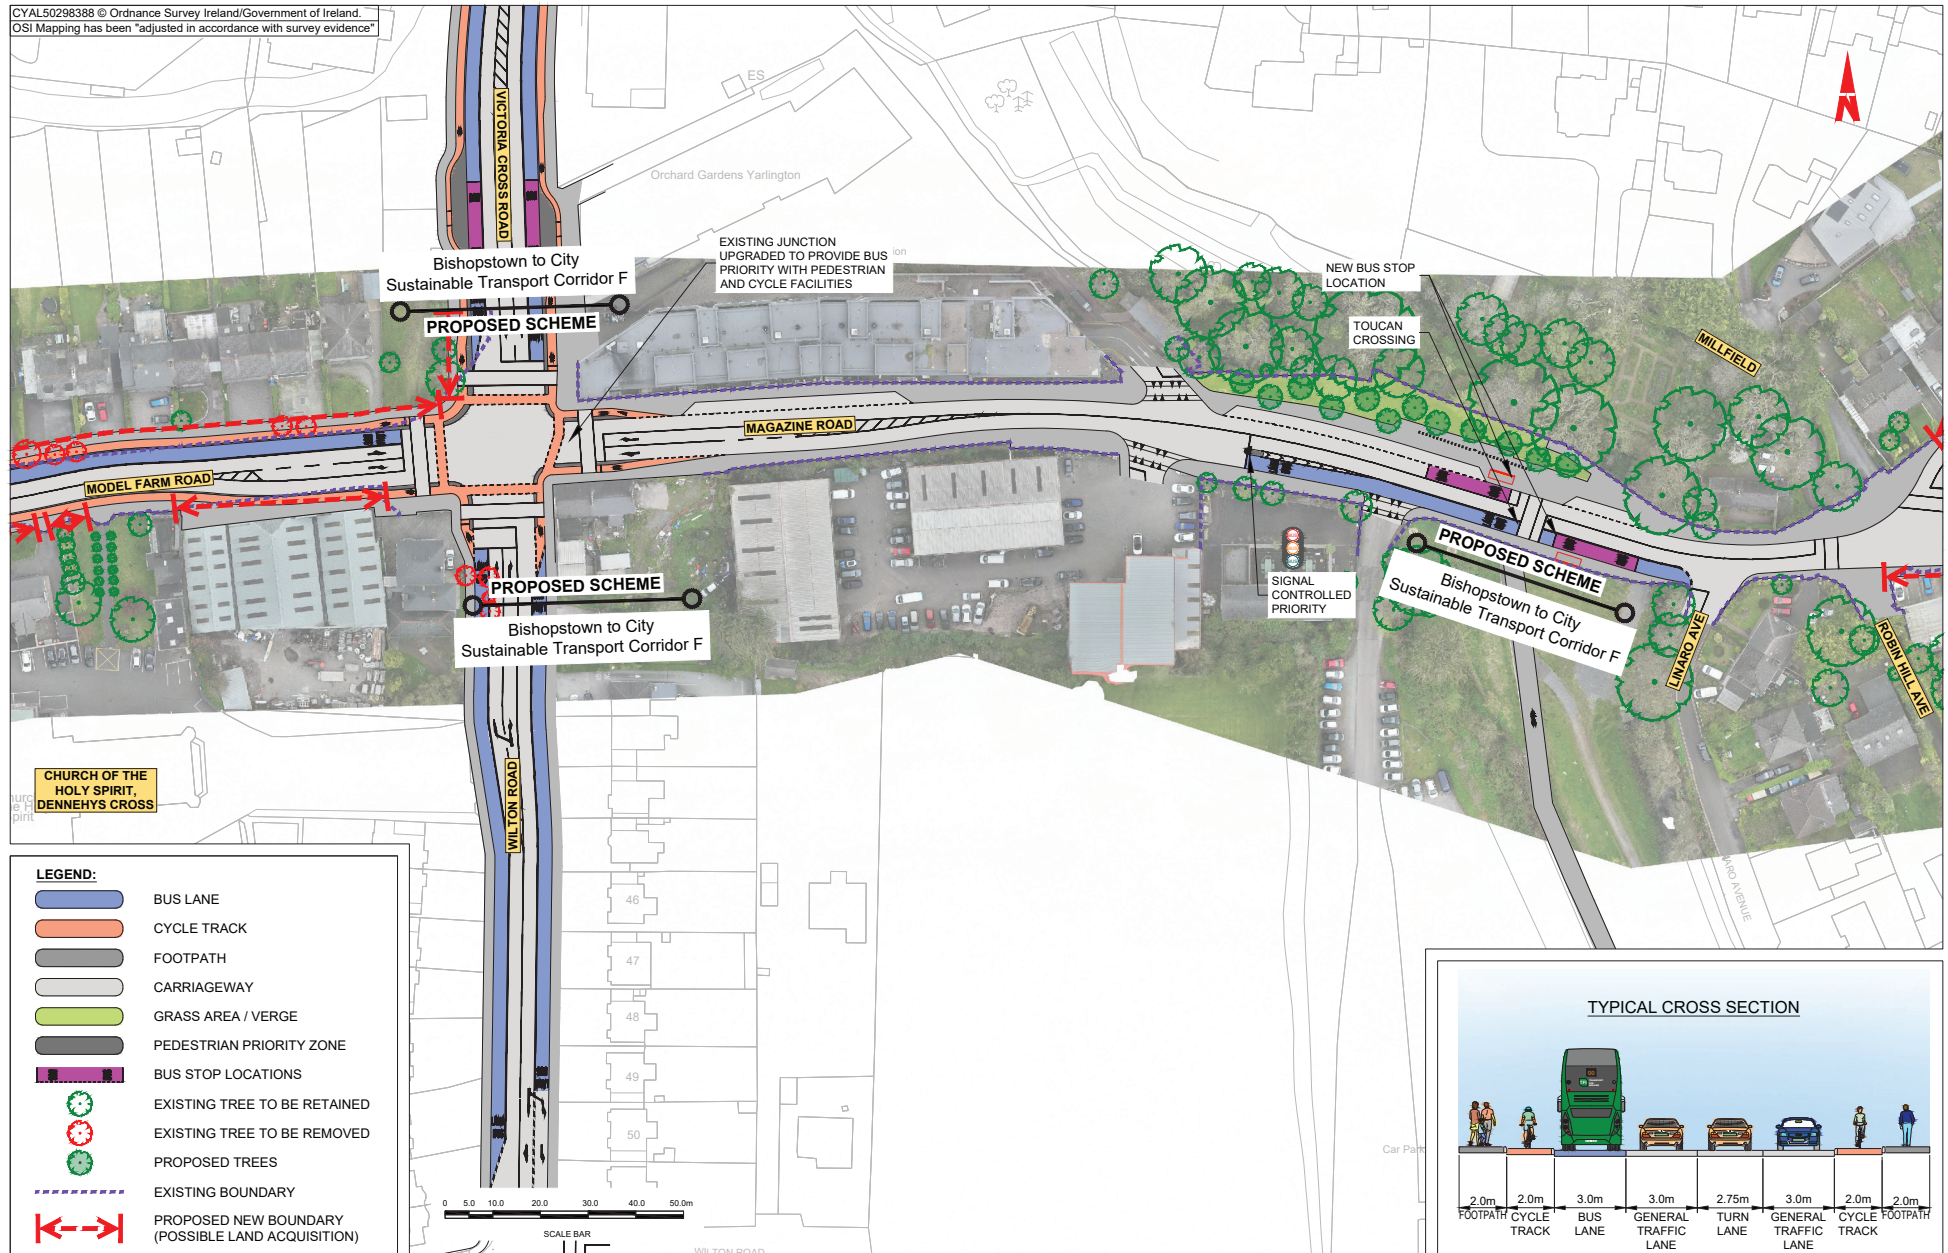 CYAL50298388 © Ordnance Survey Ireland/Government of Ireland.
OSI Mapping has been "adjusted in accordance with survey evidence"
VICTORIA CROSS ROAD
ES
Orchard Gardens Yarlington
Bishopstown to City
Sustainable Transport Corridor F
PROPOSED SCHEME
EXISTING JUNCTION
UPGRADED TO PROVIDE BUS
PRIORITY WITH PEDESTRIAN
AND CYCLE FACILITIES
NEW BUS STOP
LOCATION
TOUCAN
CROSSING
N
MILLFIELD
MAGAZINE ROAD
MODEL FARM ROAD
PROPOSED SCHEME
Bishopstown to City
Sustainable Transport Corridor F
SIGNAL
CONTROLLED
PRIORITY
PROPOSED SCHEME
Bishopstown to City
Sustainable Transport Corridor F
LINARO AVE
ROBIN HILL AVE
CHURCH OF THE
HOLY SPIRIT,
DENNEHYS CROSS
WILTON ROAD
46
47
48
49
50
Car Park
LEGEND:
BUS LANE
CYCLE TRACK
FOOTPATH
CARRIAGEWAY
GRASS AREA / VERGE
PEDESTRIAN PRIORITY ZONE
BUS STOP LOCATIONS
EXISTING TREE TO BE RETAINED
EXISTING TREE TO BE REMOVED
PROPOSED TREES
EXISTING BOUNDARY
PROPOSED NEW BOUNDARY
(POSSIBLE LAND ACQUISITION)
0 5.0 10.0 20.0 30.0 40.0 50.0m
SCALE BAR
WILTON ROAD
TYPICAL CROSS SECTION
2.0m 2.0m 3.0m 3.0m 2.75m 3.0m 2.0m 2.0m
FOOTPATH CYCLE TRACK BUS LANE GENERAL TRAFFIC LANE TURN LANE GENERAL TRAFFIC LANE CYCLE TRACK FOOTPATH